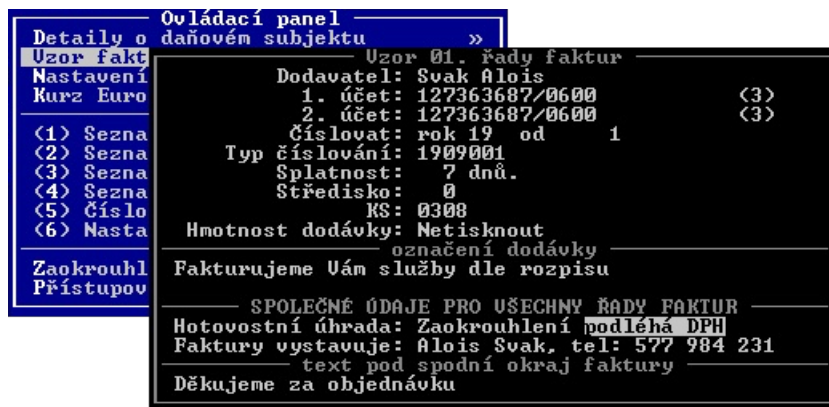 Ovládací panel
Detaily o daňovém subjektu »
Vzor fakt
Nastavení
Kurz Euro
(1) Sezna
(2) Sezna
(3) Sezna
(4) Sezna
(5) Číslo
(6) Nasta
Zaokrouhl
Přístupov
Vzor 01. řady faktur
Dodavatel: Svak Alois
1. účet: 127363687/0600 (3)
2. účet: 127363687/0600 (3)
Číslovat: rok 19 od 1
Typ číslování: 1909001
Splatnost: 7 dnů.
Středisko: 0
KS: 0308
Hmotnost dodávky: Netisknout
označení dodávky
Fakturujeme Vám služby dle rozpisu
SPOLEČNÉ ÚDAJE PRO VŠECHNY ŘADY FAKTUR
Hotovostní úhrada: Zaokrouhlení podléhá DPH
Faktury vystavuje: Alois Svak, tel: 577 984 231
text pod spodní okraj faktury
Děkujeme za objednávku